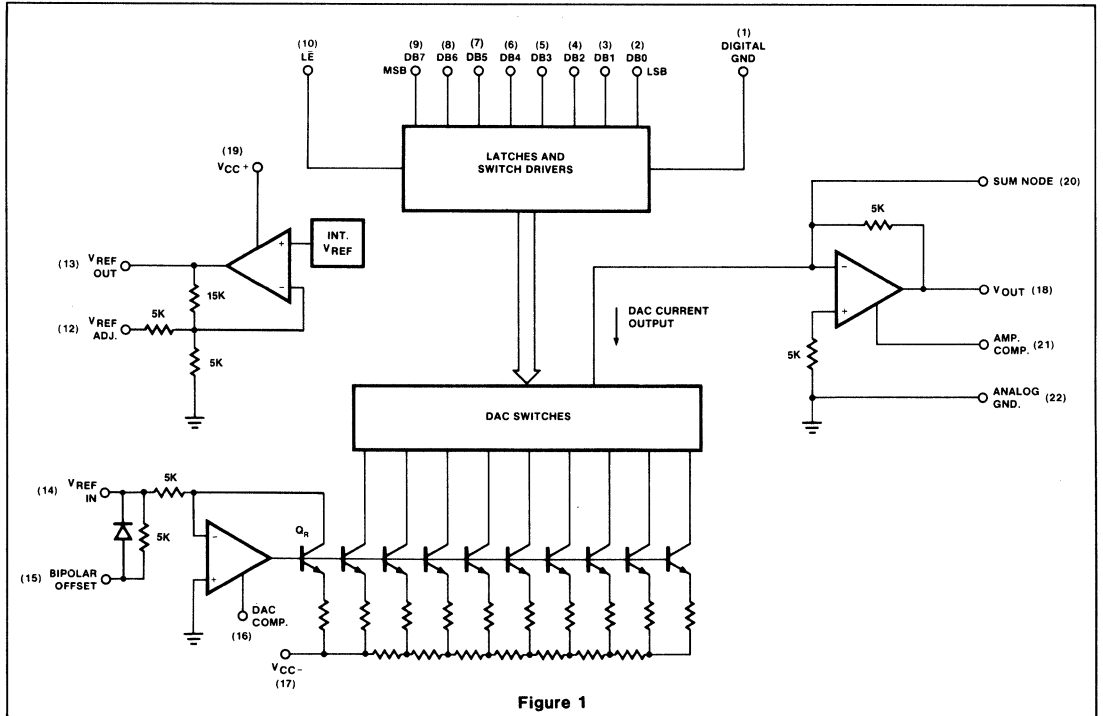 (10) (9) (8) (7) (6) (5) (4) (3) (2) (1)
LE̅ DB7 DB6 DB5 DB4 DB3 DB2 DB1 DB0 DIGITAL
GND
MSB LSB
LATCHES AND
SWITCH DRIVERS
(19)
VCC+
INT.
VREF
+
−
(13) VREF
OUT
15K
(12) VREF
ADJ.
5K
5K
SUM NODE (20)
5K
−
+
VOUT (18)
DAC CURRENT
OUTPUT
AMP.
COMP. (21)
5K
ANALOG
GND. (22)
DAC SWITCHES
(14) VREF
IN
5K
5K
−
+
QR
(15) BIPOLAR
OFFSET
DAC
COMP.
(16)
VCC−
(17)
Figure 1